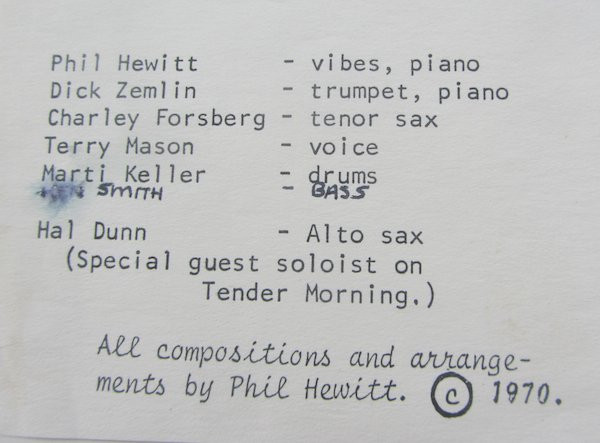 Phil Hewitt - vibes, piano
Dick Zemlin - trumpet, piano
Charley Forsberg - tenor sax
Terry Mason - voice
Marti Keller - drums
SMITH - BASS
Hal Dunn - Alto sax
(Special guest soloist on
Tender Morning.)
All compositions and arrange-
ments by Phil Hewitt. © 1970.